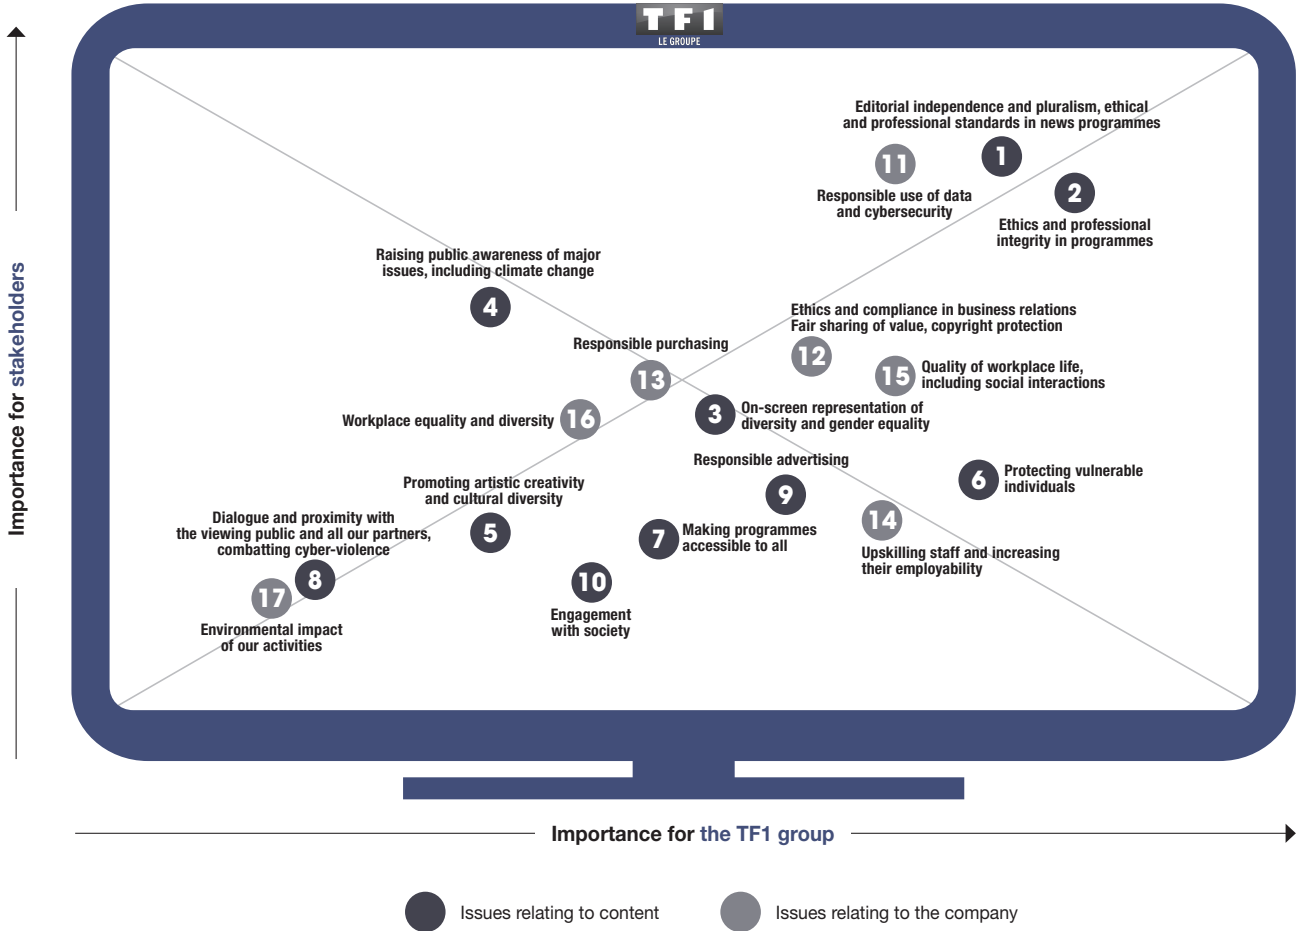 TF1
LE GROUPE
Editorial independence and pluralism, ethical
and professional standards in news programmes
11
1
2
Responsible use of data
and cybersecurity
Ethics and professional
integrity in programmes
Raising public awareness of major
issues, including climate change
4
Ethics and compliance in business relations
Fair sharing of value, copyright protection
12
Responsible purchasing
13
15
Quality of workplace life,
including social interactions
Workplace equality and diversity
16
3
On-screen representation of
diversity and gender equality
Responsible advertising
9
6
Protecting vulnerable
individuals
Promoting artistic creativity
and cultural diversity
5
7
Making programmes
accessible to all
14
Upskilling staff and increasing
their employability
Dialogue and proximity with
the viewing public and all our partners,
combatting cyber-violence
8
17
Environmental impact
of our activities
10
Engagement
with society
Importance for stakeholders
Importance for the TF1 group
Issues relating to content
Issues relating to the company